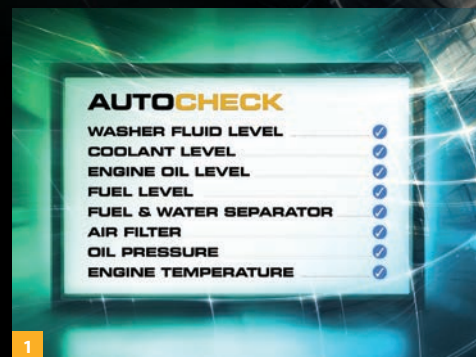 AUTOCHECK
WASHER FLUID LEVEL
COOLANT LEVEL
ENGINE OIL LEVEL
FUEL LEVEL
FUEL & WATER SEPARATOR
AIR FILTER
OIL PRESSURE
ENGINE TEMPERATURE
1